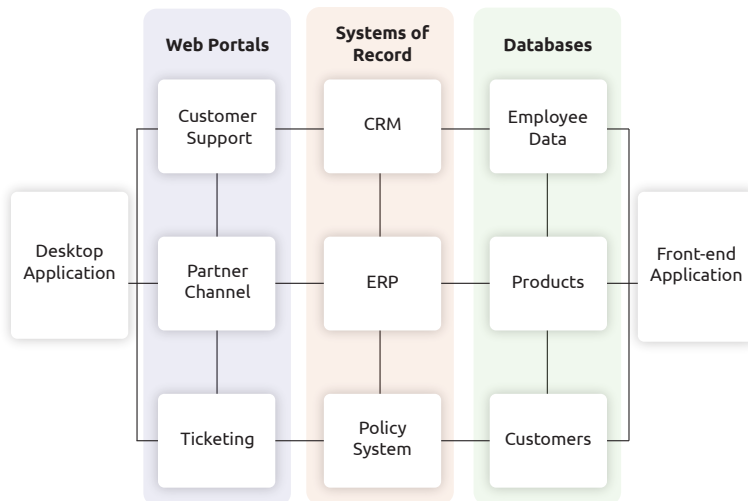 Web Portals
Systems of
Record
Databases
Customer
Support
CRM
Employee
Data
Desktop
Application
Partner
Channel
ERP
Products
Front-end
Application
Ticketing
Policy
System
Customers